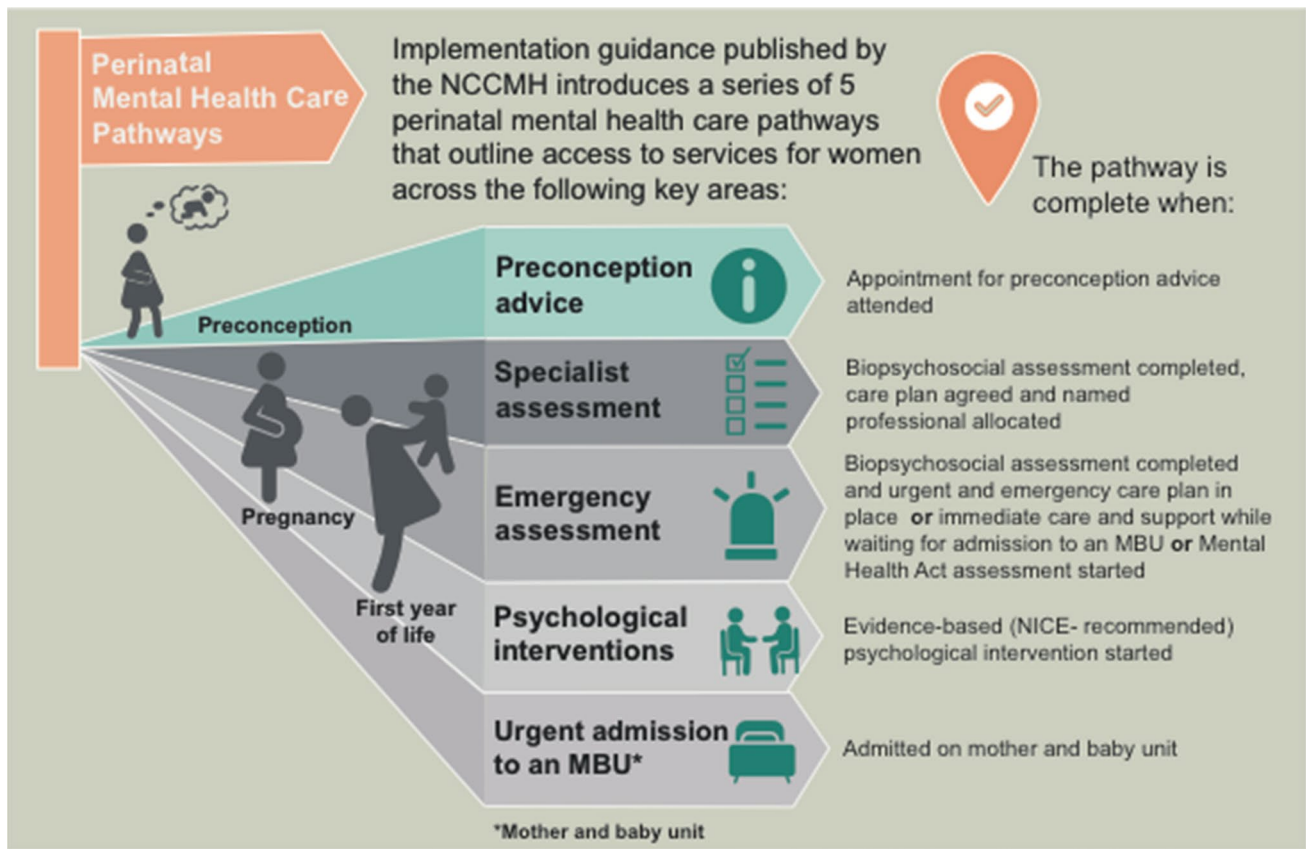 Perinatal
Mental Health Care
Pathways
Implementation guidance published by
the NCCMH introduces a series of 5
perinatal mental health care pathways
that outline access to services for women
across the following key areas:
The pathway is
complete when:
Preconception
Preconception
advice
Appointment for preconception advice
attended
Specialist
assessment
Biopsychosocial assessment completed,
care plan agreed and named
professional allocated
Pregnancy
Emergency
assessment
Biopsychosocial assessment completed
and urgent and emergency care plan in
place or immediate care and support while
waiting for admission to an MBU or Mental
Health Act assessment started
First year
of life
Psychological
interventions
Evidence-based (NICE- recommended)
psychological intervention started
Urgent admission
to an MBU*
Admitted on mother and baby unit
*Mother and baby unit